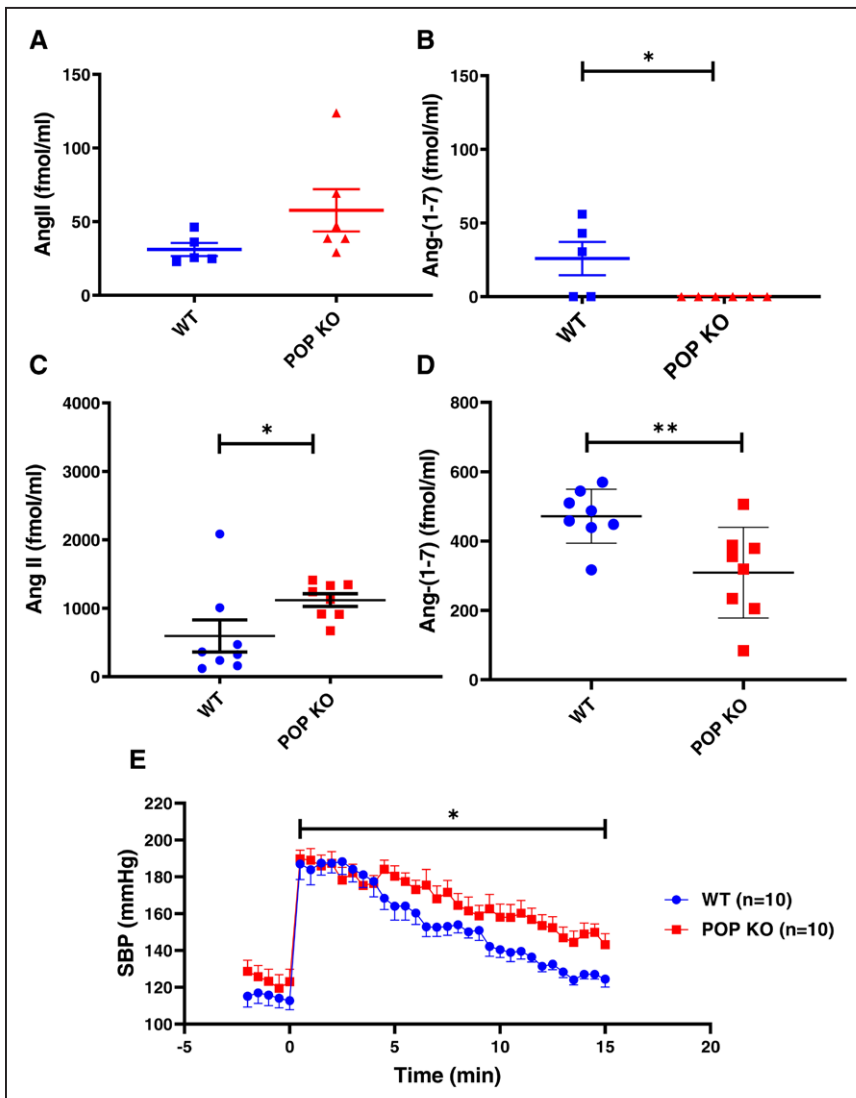 A
AngII (fmol/ml)
150
100
50
0
WT
POP KO
B
*
Ang-(1-7) (fmol/ml)
150
100
50
0
WT
POP KO
C
*
Ang II (fmol/ml)
4000
3000
2000
1000
0
WT
POP KO
D
**
Ang-(1-7) (fmol/ml)
800
600
400
200
0
WT
POP KO
E
*
SBP (mmHg)
220
200
180
160
140
120
100
-5
0
5
10
15
20
Time (min)
WT (n=10)
POP KO (n=10)